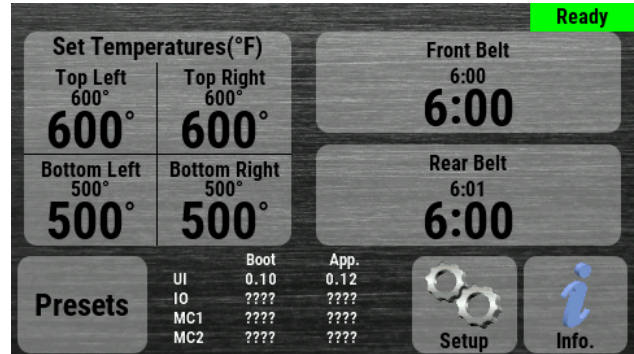 Ready
Set Temperatures(°F)
Top Left
600°
600°
Top Right
600°
600°
Bottom Left
500°
500°
Bottom Right
500°
500°
Front Belt
6:00
6:00
Rear Belt
6:01
6:00
Presets
Boot App.
UI 0.10 0.12
IO ???? ????
MC1 ???? ????
MC2 ???? ????
Setup
Info.